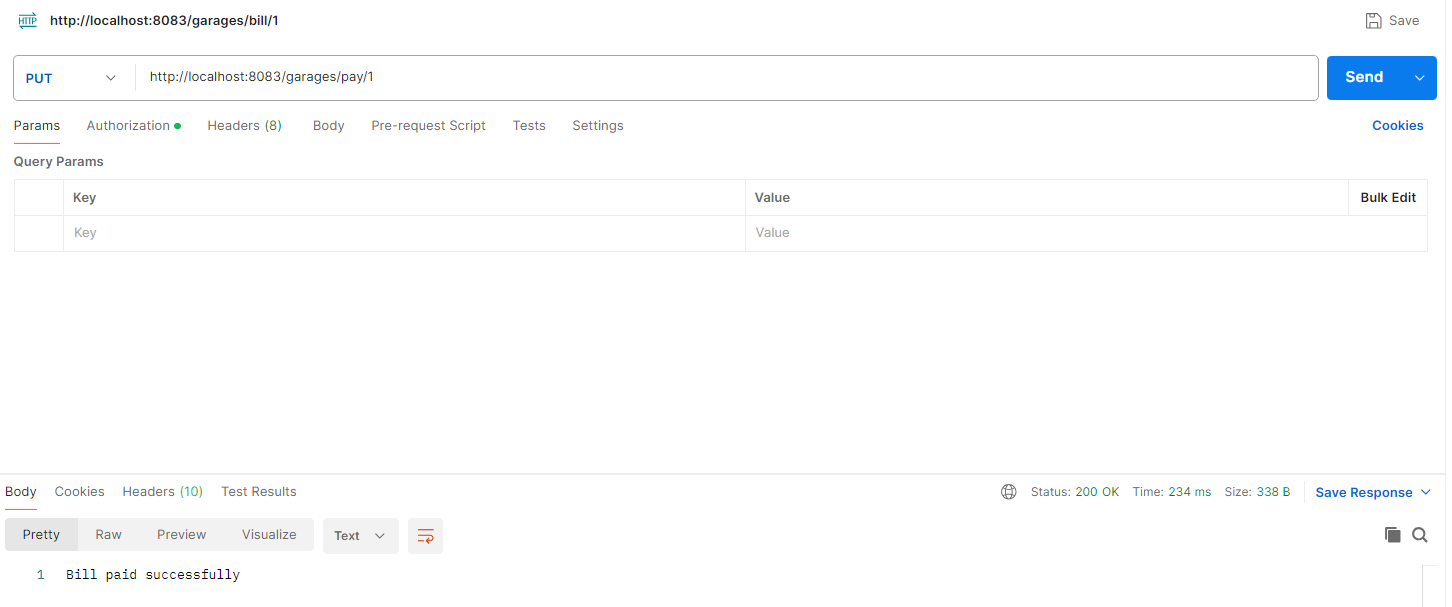 HTTP http://localhost:8083/garages/bill/1 Save
PUT http://localhost:8083/garages/pay/1 Send
Params Authorization Headers (8) Body Pre-request Script Tests Settings Cookies
Query Params
Key Value Bulk Edit
Key Value
Body Cookies Headers (10) Test Results Status: 200 OK Time: 234 ms Size: 338 B Save Response
Pretty Raw Preview Visualize Text
1 Bill paid successfully